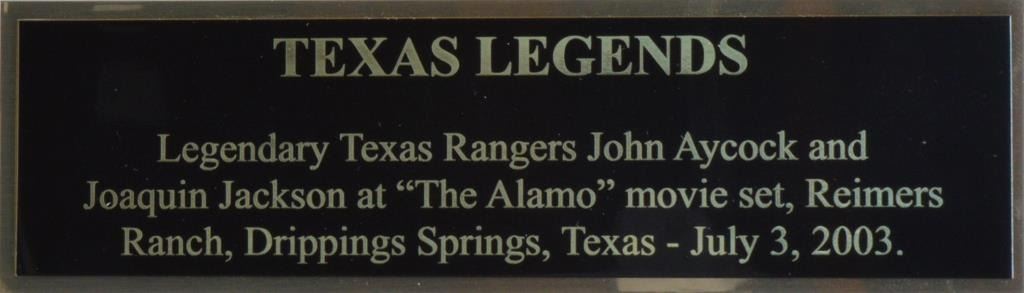 TEXAS LEGENDS
Legendary Texas Rangers John Aycock and
Joaquin Jackson at “The Alamo” movie set, Reimers
Ranch, Drippings Springs, Texas - July 3, 2003.